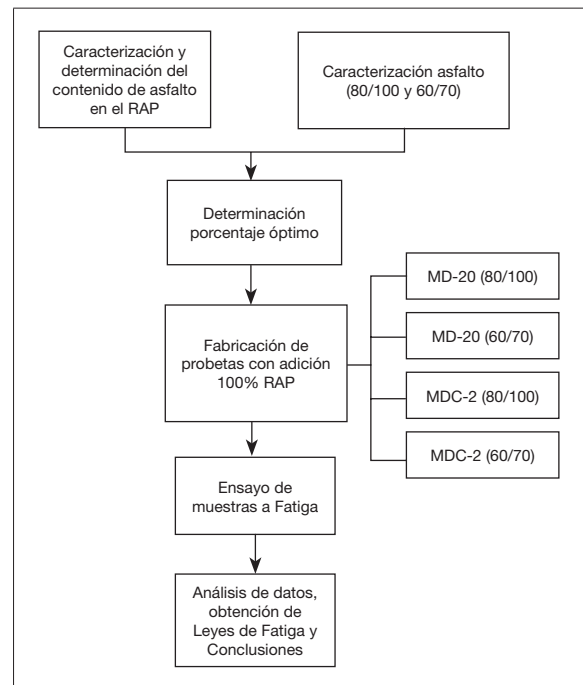 Caracterización y
determinación del
contenido de asfalto
en el RAP
Caracterización asfalto
(80/100 y 60/70)
Determinación
porcentaje óptimo
Fabricación de
probetas con adición
100% RAP
MD-20 (80/100)
MD-20 (60/70)
MDC-2 (80/100)
MDC-2 (60/70)
Ensayo de
muestras a Fatiga
Análisis de datos,
obtención de
Leyes de Fatiga y
Conclusiones